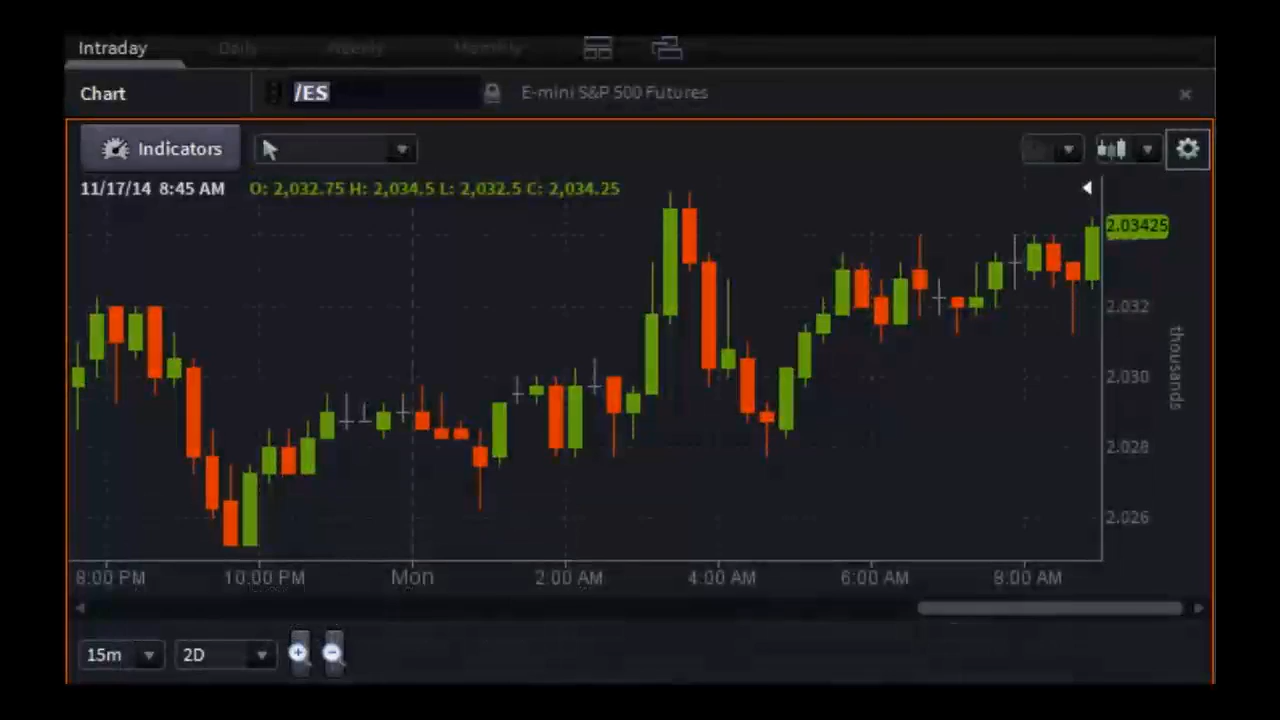 Intraday Daily Weekly Monthly
Chart /ES E-mini S&P 500 Futures
Indicators
11/17/14 8:45 AM O: 2,032.75 H: 2,034.5 L: 2,032.5 C: 2,034.25
2.03425
2.032
2.030
2.028
2.026
thousands
8:00 PM 10:00 PM Mon 2:00 AM 4:00 AM 6:00 AM 8:00 AM
15m 2D